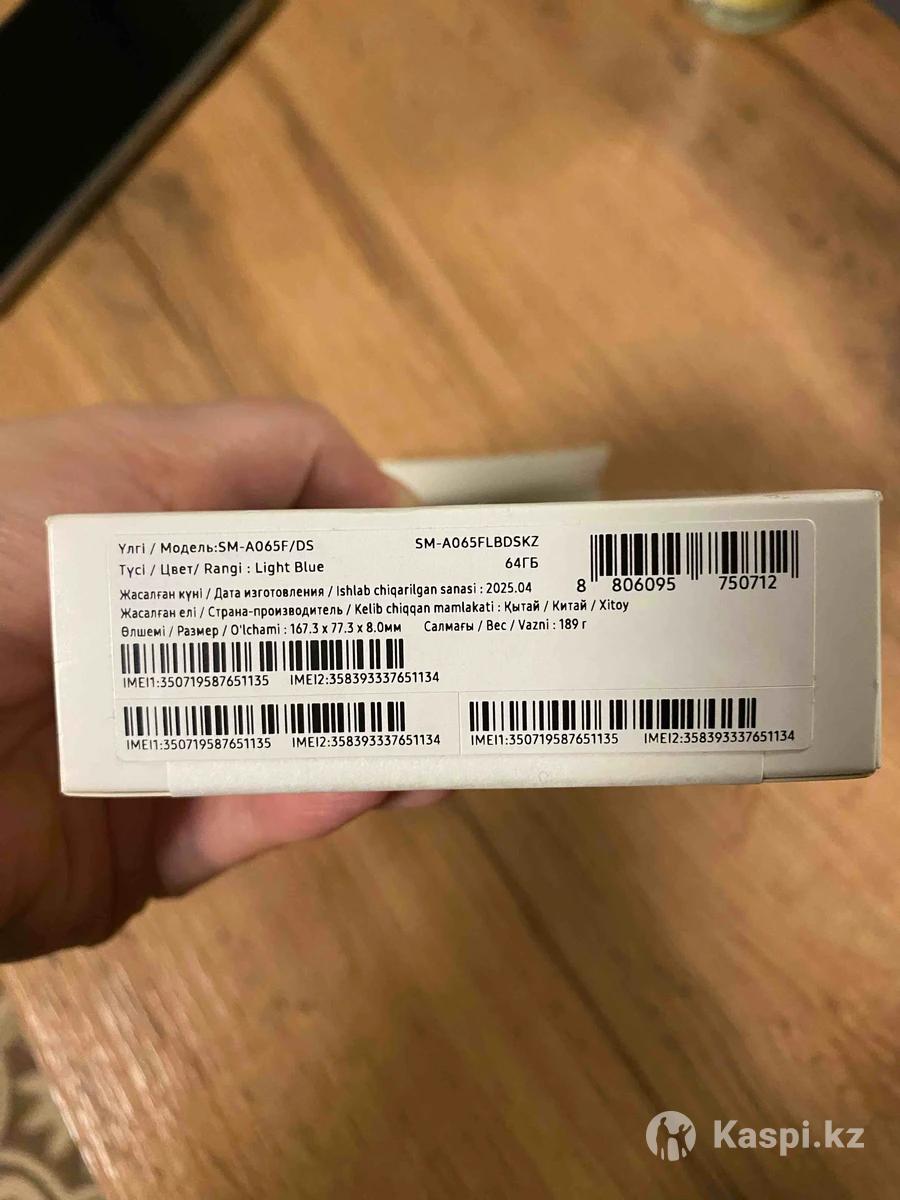 Үлгі / Модель:SM-A065F/DS SM-A065FLBDSKZ
Түсі / Цвет/ Rangi : Light Blue 64ГБ
Жасалған күні / Дата изготовления / Ishlab chiqarilgan sanasi : 2025.04
Жасалған елі / Страна-производитель / Kelib chiqqan mamlakati : Қытай / Китай / Xitoy
Өлшемі / Размер / O'lchami : 167.3 x 77.3 x 8.0мм Салмағы / Вес / Vazni : 189 г
8 806095 750712
IMEI1:350719587651135 IMEI2:358393337651134
IMEI1:350719587651135 IMEI2:358393337651134
IMEI1:350719587651135 IMEI2:358393337651134
Kaspi.kz